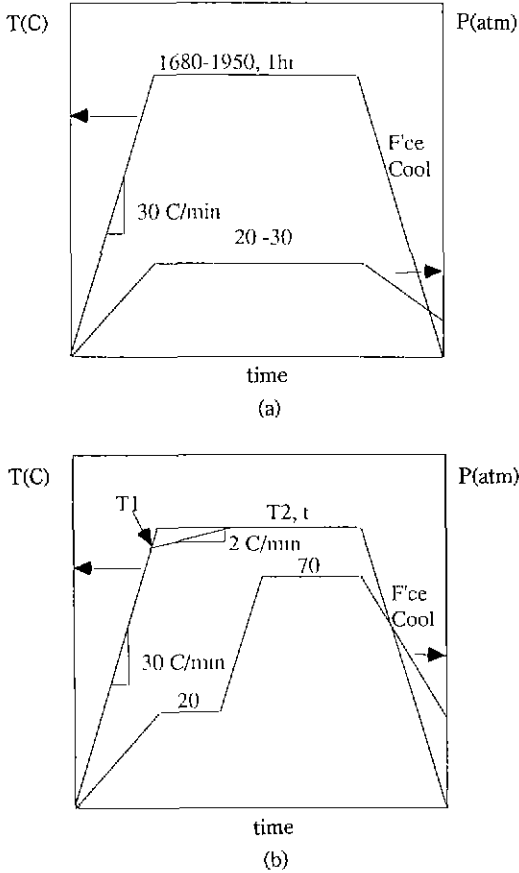 T(C)
P(atm)
1680-1950, 1hr
F'ce
Cool
30 C/min
20 -30
time
(a)
T(C)
P(atm)
T1
T2, t
2 C/min
70
F'ce
Cool
30 C/min
20
time
(b)